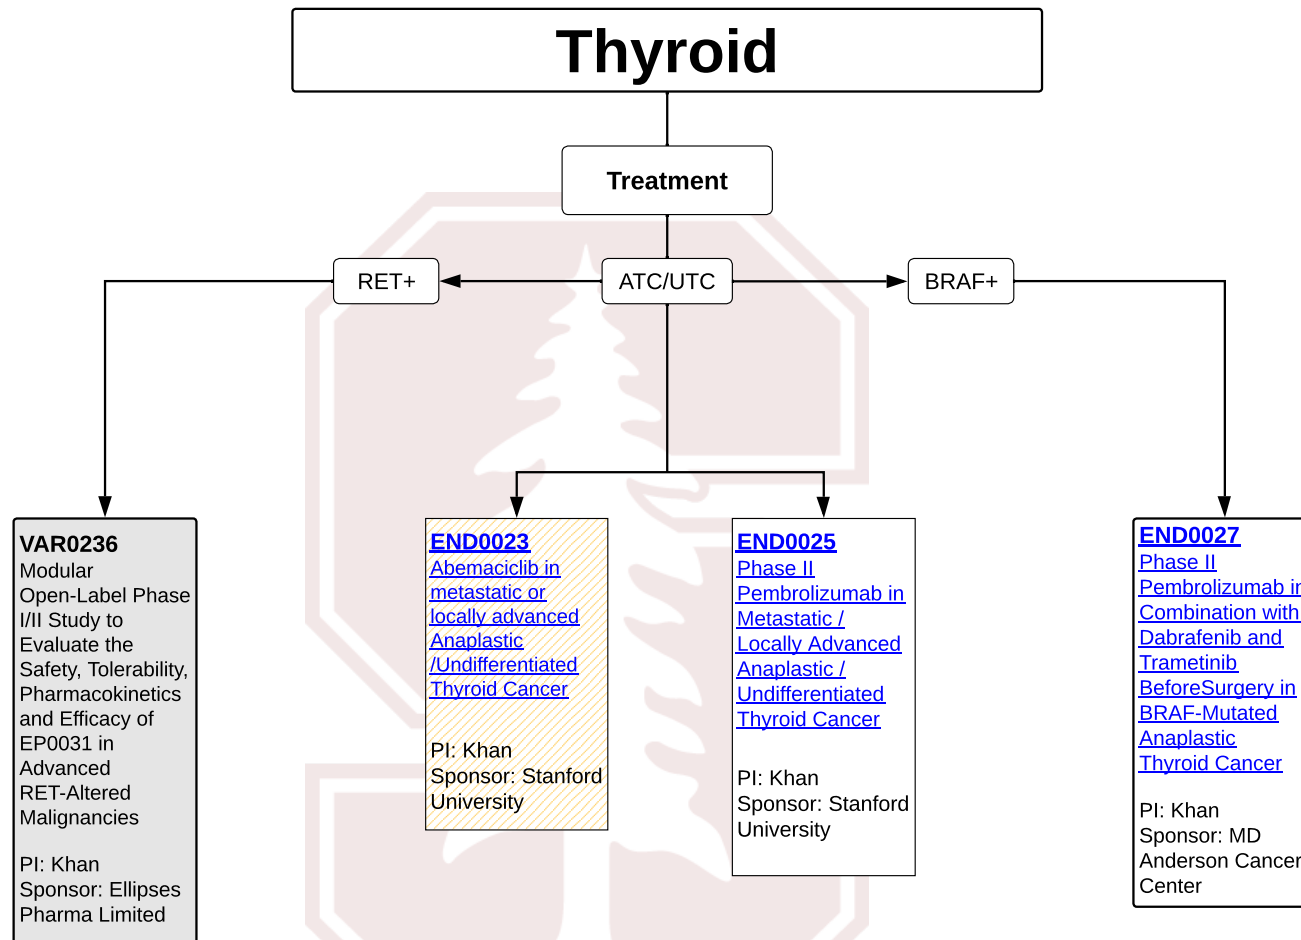 Thyroid
Treatment
RET+
ATC/UTC
BRAF+
VAR0236
Modular
Open-Label Phase
I/II Study to
Evaluate the
Safety, Tolerability,
Pharmacokinetics
and Efficacy of
EP0031 in
Advanced
RET-Altered
Malignancies
PI: Khan
Sponsor: Ellipses
Pharma Limited
END0023
Abemaciclib in
metastatic or
locally advanced
Anaplastic
/Undifferentiated
Thyroid Cancer
PI: Khan
Sponsor: Stanford
University
END0025
Phase II
Pembrolizumab in
Metastatic /
Locally Advanced
Anaplastic /
Undifferentiated
Thyroid Cancer
PI: Khan
Sponsor: Stanford
University
END0027
Phase II
Pembrolizumab in
Combination with
Dabrafenib and
Trametinib
BeforeSurgery in
BRAF-Mutated
Anaplastic
Thyroid Cancer
PI: Khan
Sponsor: MD
Anderson Cancer
Center